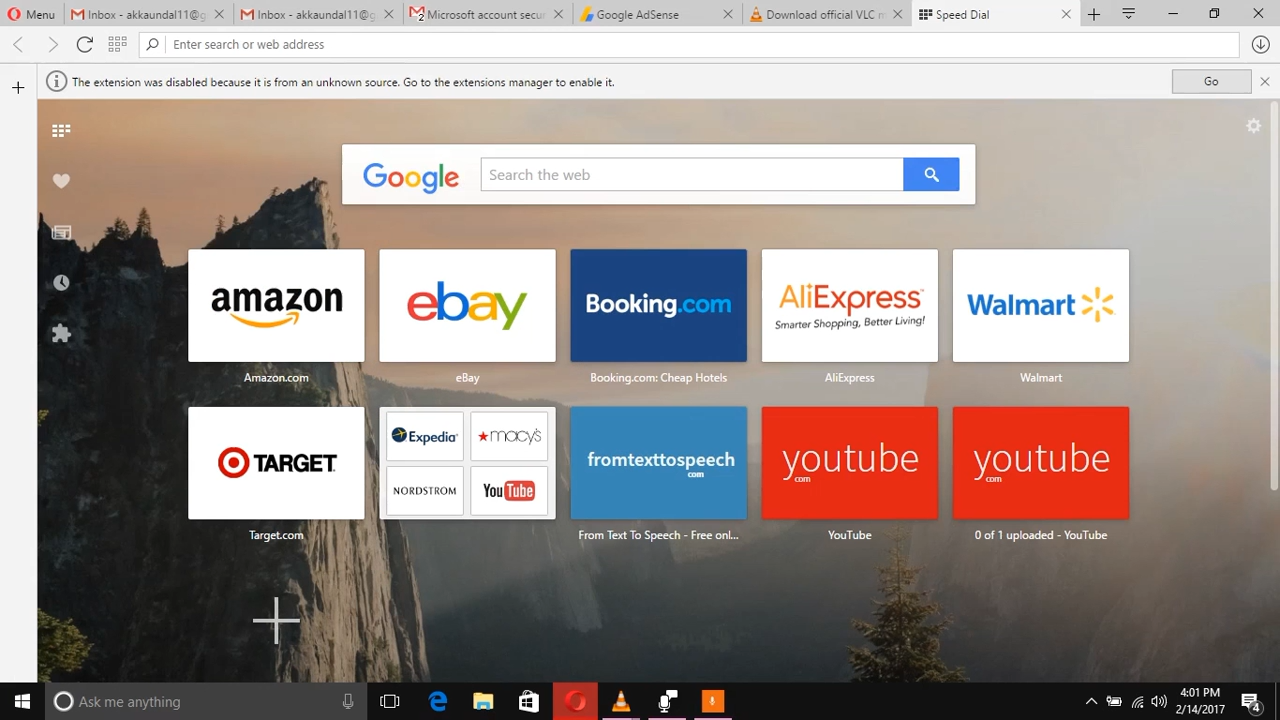 Menu
Inbox - akkaundal11@g
Inbox - akkaundal11@g
2
Microsoft account secur
Google AdSense
Download official VLC m
Speed Dial
Enter search or web address
The extension was disabled because it is from an unknown source. Go to the extensions manager to enable it.
Go
Google
Search the web
amazon
ebay
Booking.com
AliExpress
Smarter Shopping, Better Living!
Walmart
Amazon.com
eBay
Booking.com: Cheap Hotels
AliExpress
Walmart
TARGET
Expedia
macy's
NORDSTROM
YouTube
fromtexttospeech
com
youtube
com
youtube
com
Target.com
From Text To Speech - Free onl...
YouTube
0 of 1 uploaded - YouTube
Ask me anything
4:01 PM
2/14/2017
4